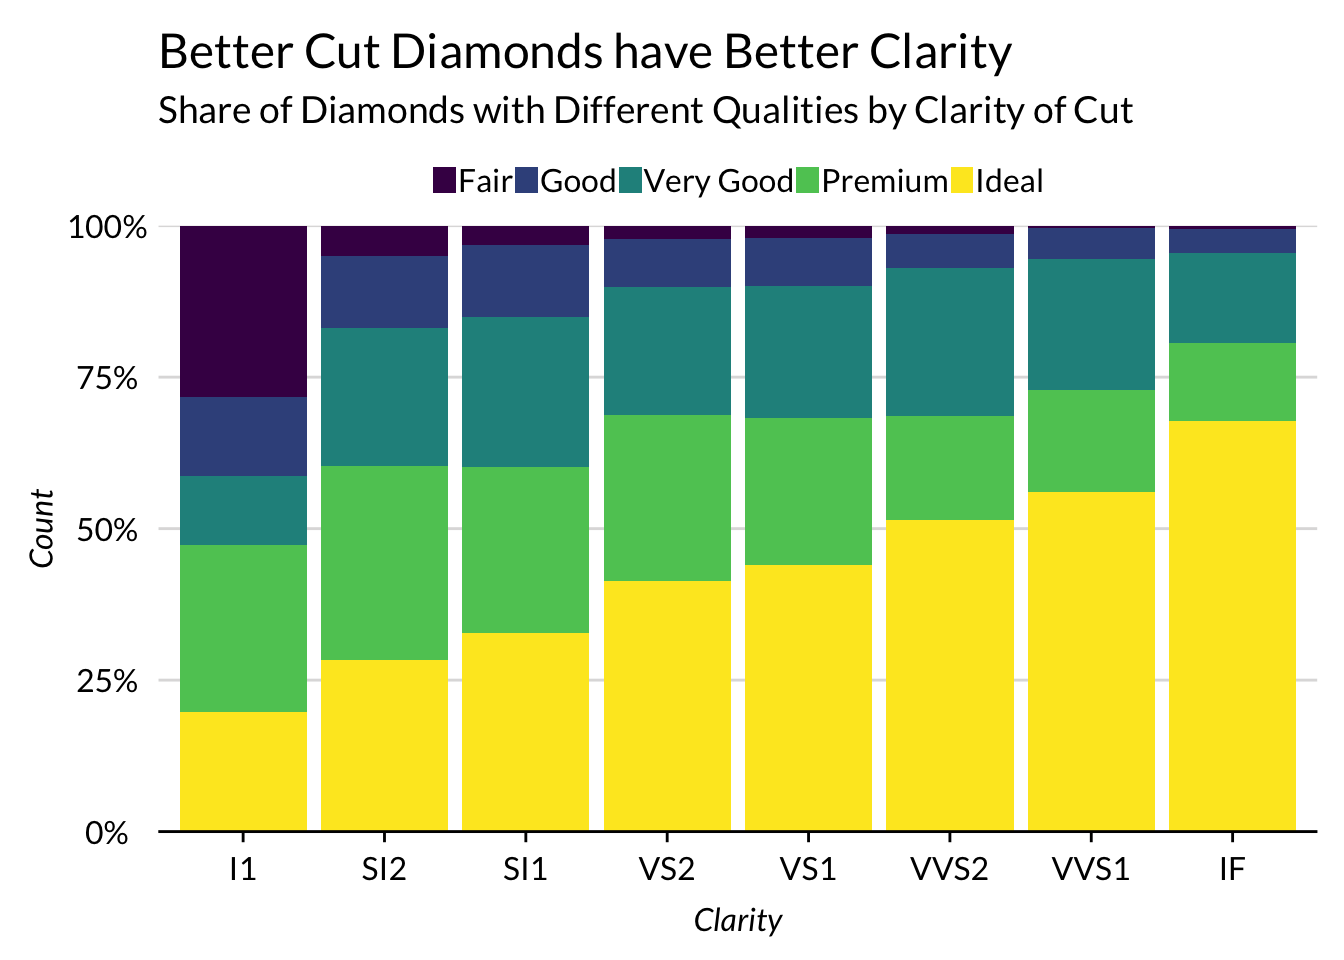 Better Cut Diamonds have Better Clarity
Share of Diamonds with Different Qualities by Clarity of Cut
Fair Good Very Good Premium Ideal
100%
75%
50%
25%
0%
Count
I1 SI2 SI1 VS2 VS1 VVS2 VVS1 IF
Clarity